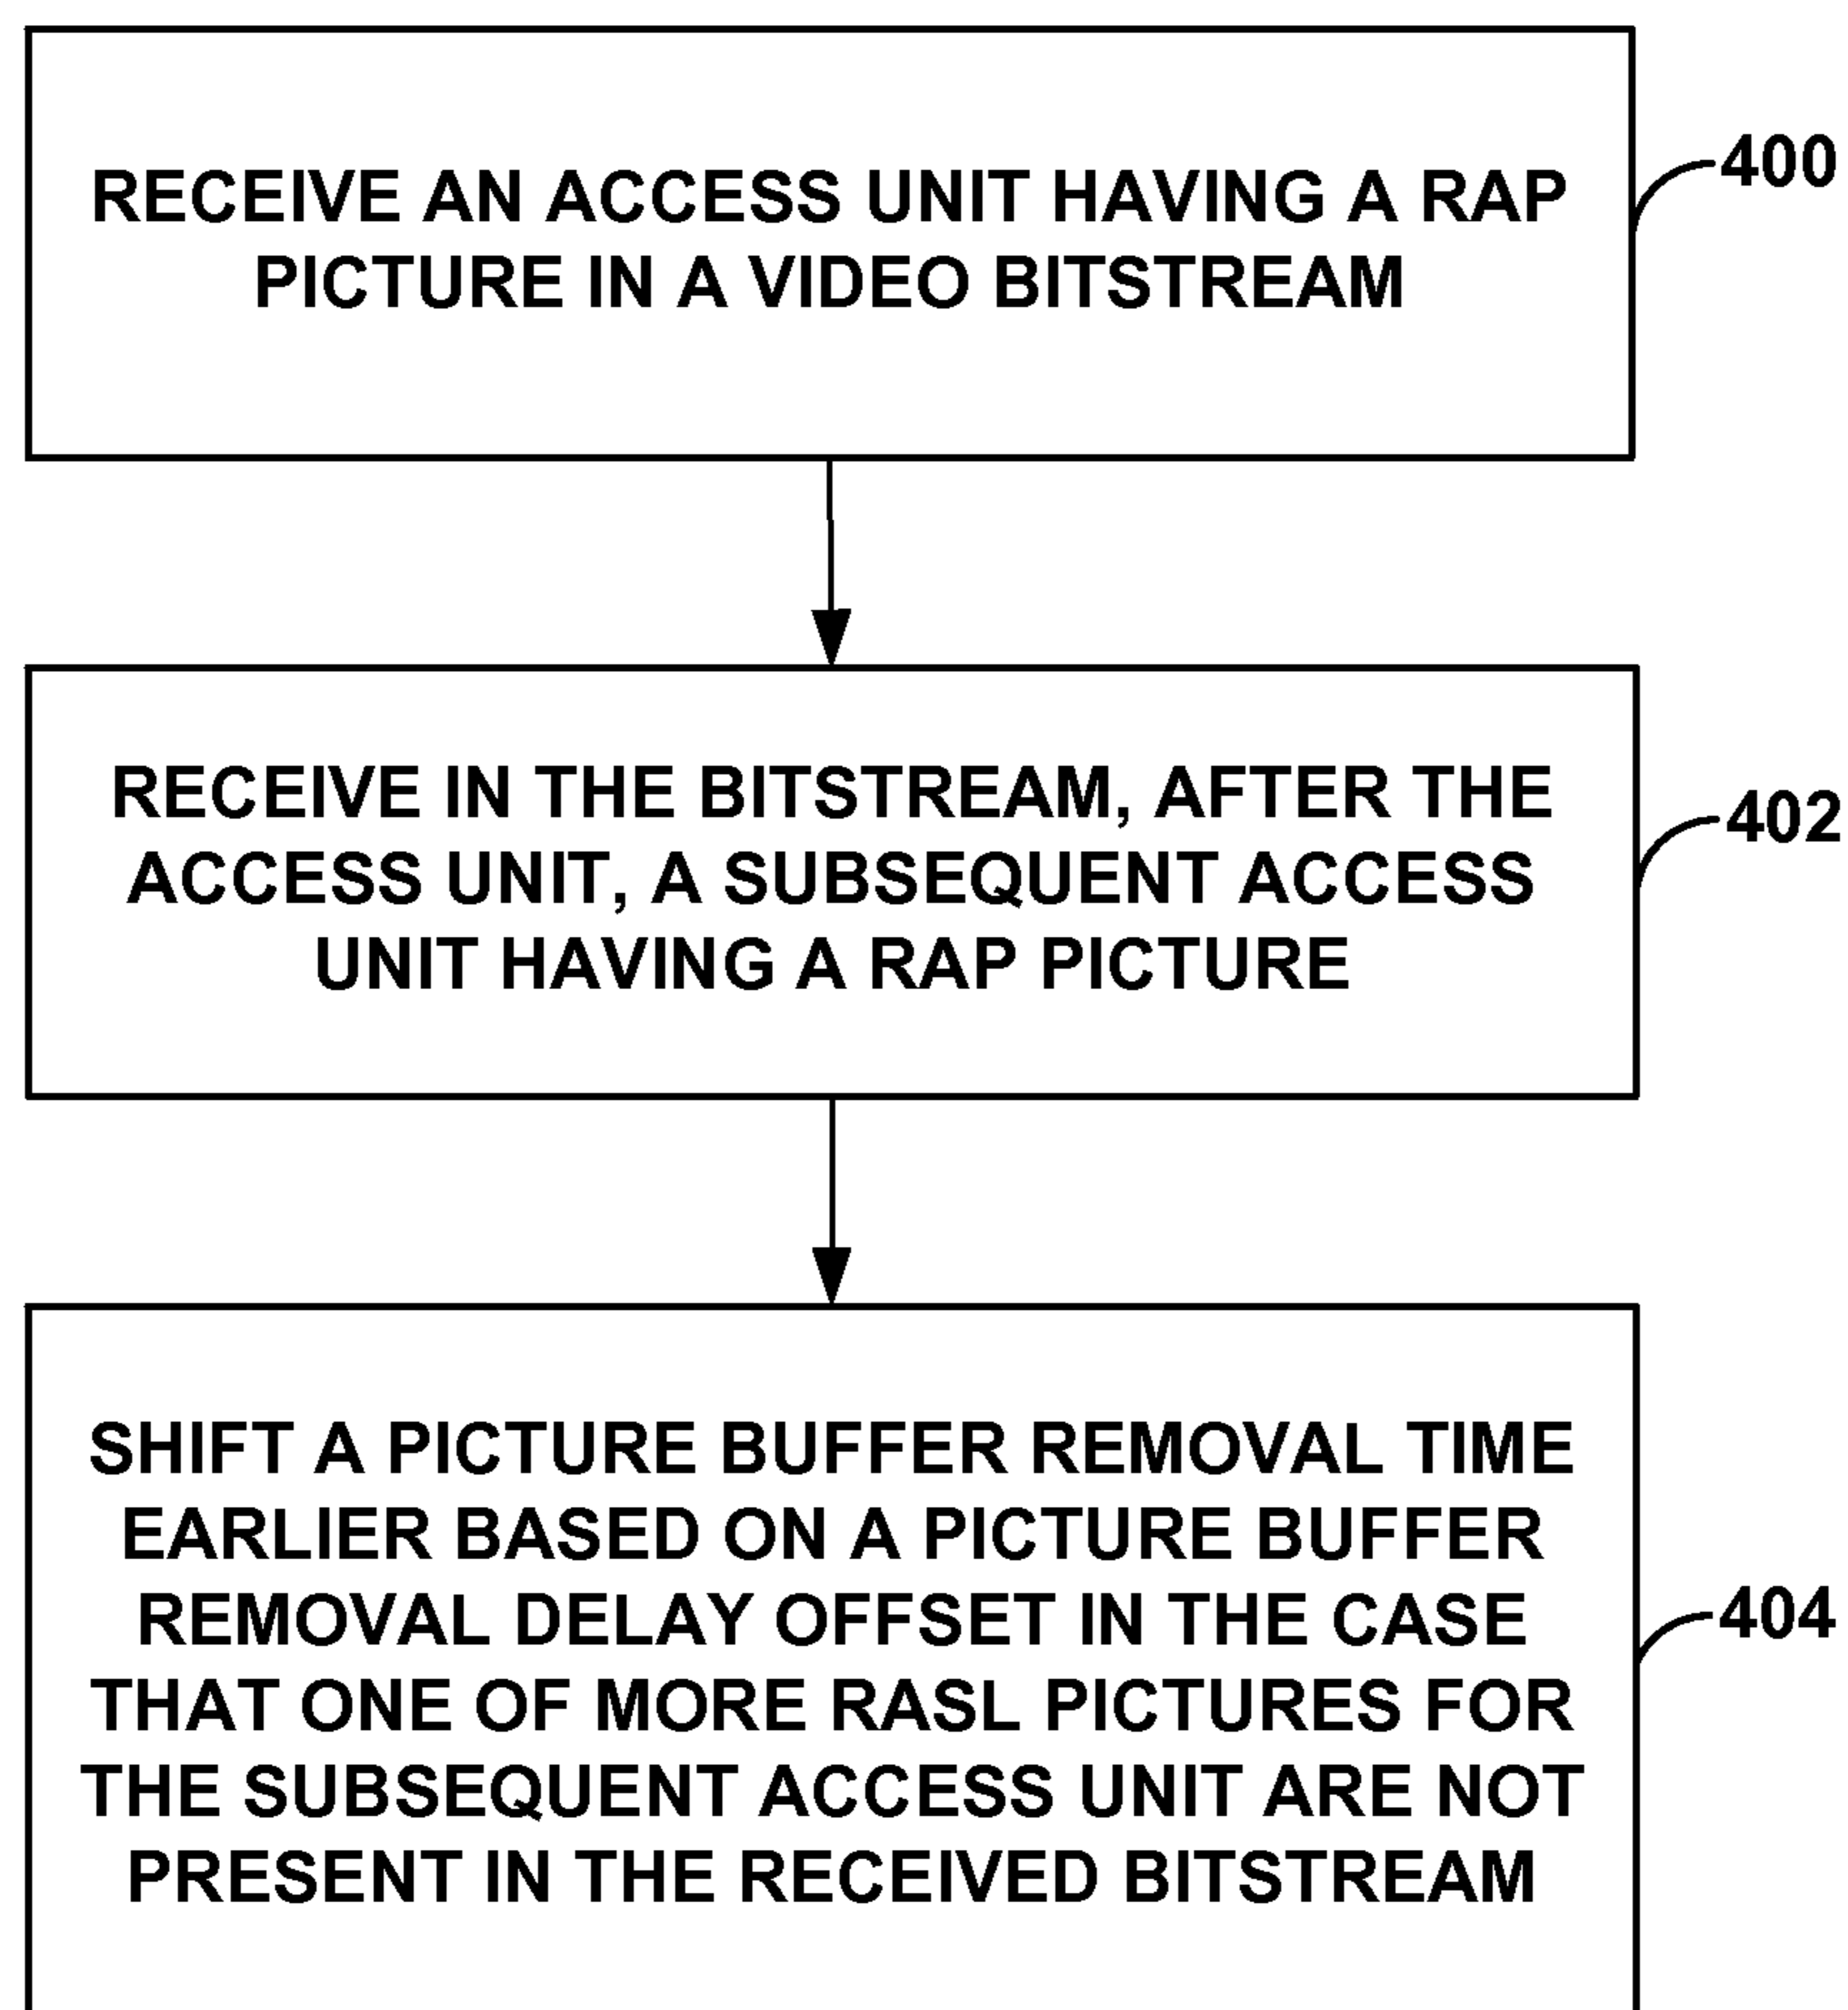 RECEIVE AN ACCESS UNIT HAVING A RAP
PICTURE IN A VIDEO BITSTREAM
400
RECEIVE IN THE BITSTREAM, AFTER THE
ACCESS UNIT, A SUBSEQUENT ACCESS
UNIT HAVING A RAP PICTURE
402
SHIFT A PICTURE BUFFER REMOVAL TIME
EARLIER BASED ON A PICTURE BUFFER
REMOVAL DELAY OFFSET IN THE CASE
THAT ONE OF MORE RASL PICTURES FOR
THE SUBSEQUENT ACCESS UNIT ARE NOT
PRESENT IN THE RECEIVED BITSTREAM
404